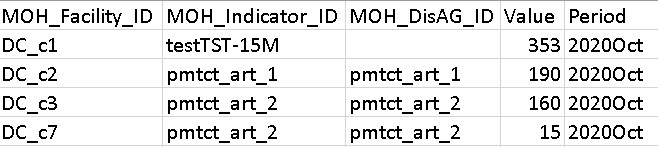 MOH_Facility_ID MOH_Indicator_ID MOH_DisAG_ID Value Period
DC_c1 testTST-15M 353 2020Oct
DC_c2 pmtct_art_1 pmtct_art_1 190 2020Oct
DC_c3 pmtct_art_2 pmtct_art_2 160 2020Oct
DC_c7 pmtct_art_2 pmtct_art_2 15 2020Oct